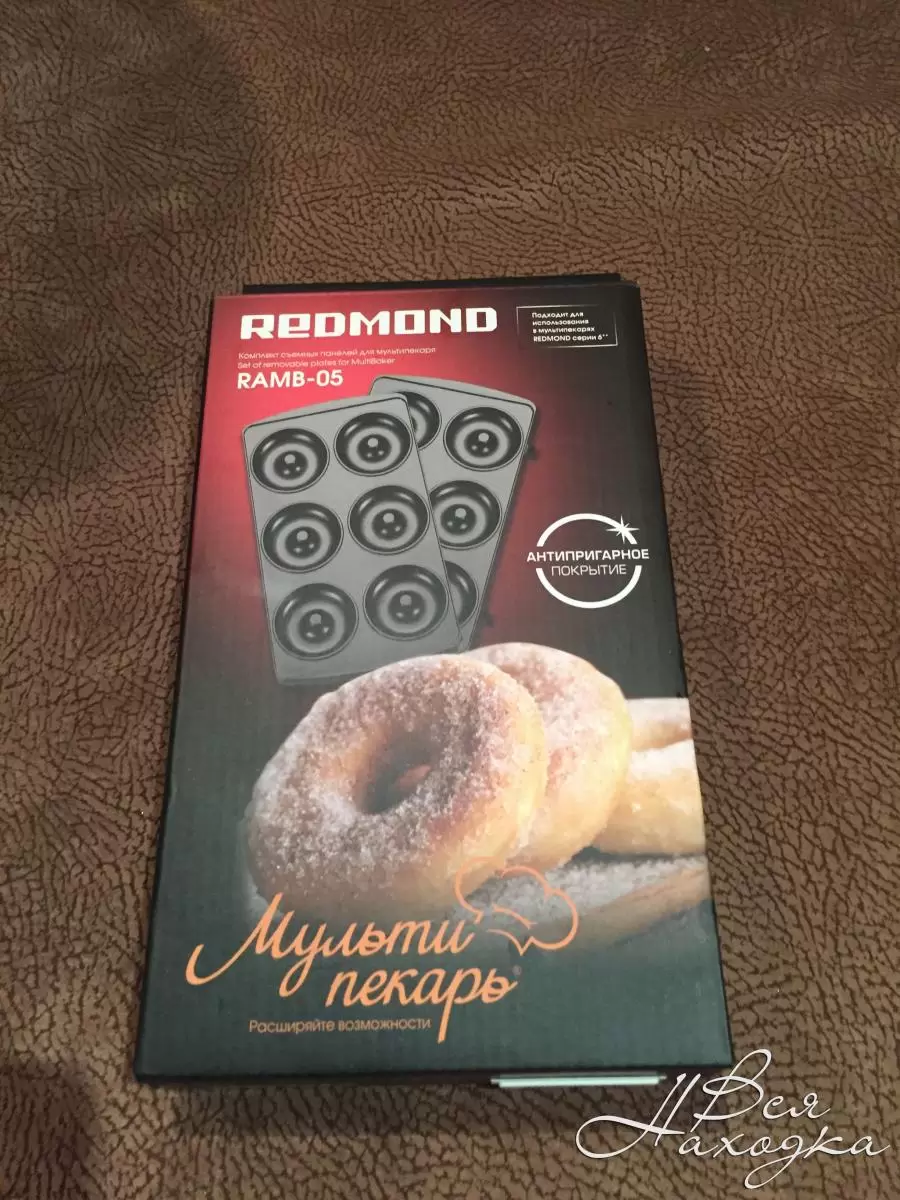 REDMOND
Подходит для
использования
в мультипекарях
REDMOND серии 6**
Комплект съемных панелей для мультипекаря
Set of removable plates for MultiBaker
RAMB-05
АНТИПРИГАРНОЕ
ПОКРЫТИЕ
Мульти
пекарь®
Расширяйте возможности
Вся
Находка